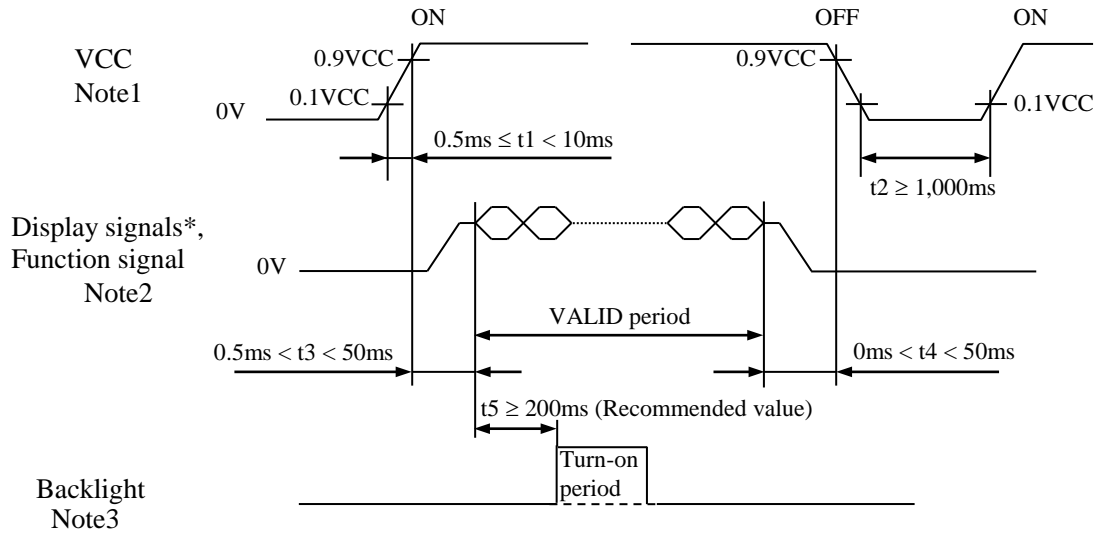 ON
OFF
ON
VCC
Note1
0.9VCC
0.9VCC
0.1VCC
0V
0.1VCC
0.5ms ≤ t1 < 10ms
t2 ≥ 1,000ms
Display signals*,
Function signal
Note2
0V
VALID period
0.5ms < t3 < 50ms
0ms < t4 < 50ms
t5 ≥ 200ms (Recommended value)
Turn-on
period
Backlight
Note3